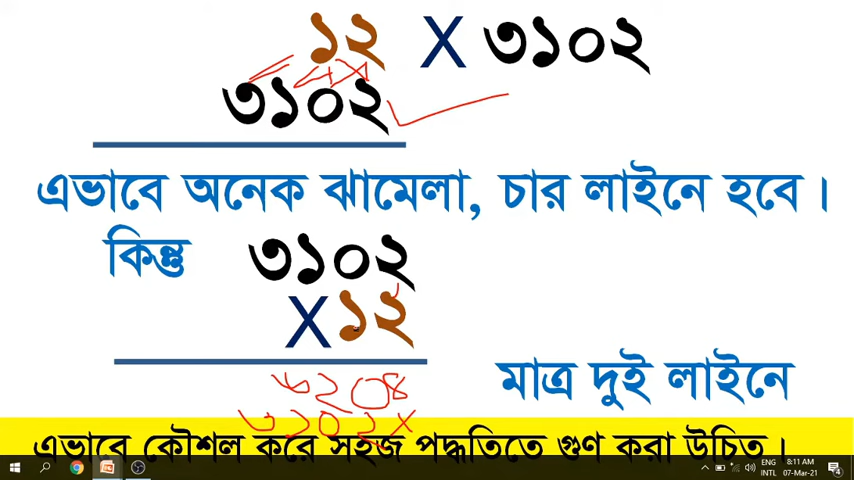 ১২ X ৩১০২
৩১০২
এভাবে অনেক ঝামেলা, চার লাইনে হবে।
কিন্তু ৩১০২
X১২
৬২০৪
মাত্র দুই লাইনে
৩১০২x
এভাবে কৌশল করে সহজ পদ্ধতিতে গুণ করা উচিত।
ENG
INTL
8:11 AM
07-Mar-21
4